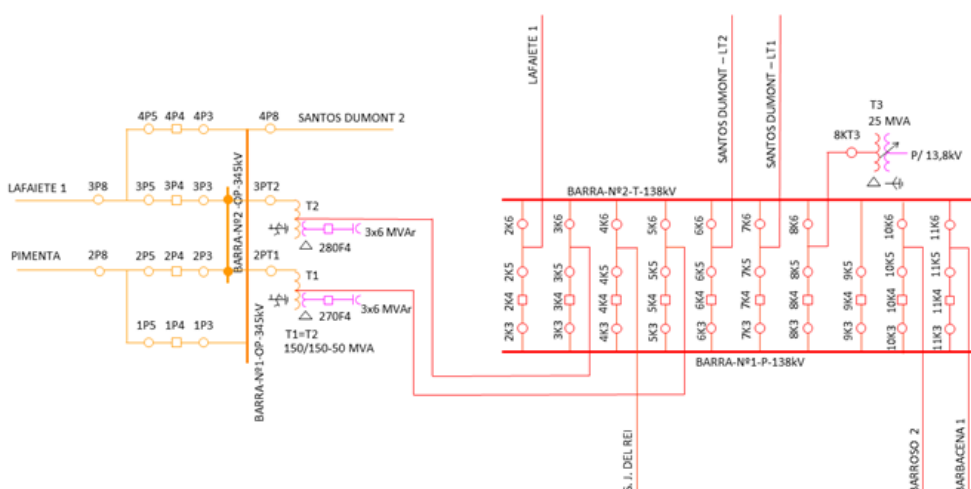 LAFAIETE 1
SANTOS DUMONT – LT2
SANTOS DUMONT – LT1
T3
25 MVA
8KT3
P/ 13,8kV
4P5 4P4 4P3
4P8
SANTOS DUMONT 2
LAFAIETE 1
3P8
3P5 3P4 3P3
3PT2
BARRA-Nº2 -OP-345kV
T2
3x6 MVAr
280F4
PIMENTA
2P8
2P5 2P4 2P3
2PT1
T1
3x6 MVAr
270F4
1P5 1P4 1P3
T1=T2
150/150-50 MVA
BARRA-Nº1-OP-345kV
BARRA-Nº2-T-138kV
2K6 3K6 4K6 5K6 6K6 7K6 8K6 10K6 11K6
2K5 3K5 4K5 5K5 6K5 7K5 8K5 9K5 10K5 11K5
2K4 3K4 4K4 5K4 6K4 7K4 8K4 9K4 10K4 11K4
2K3 3K3 4K3 5K3 6K3 7K3 8K3 9K3 10K3 11K3
BARRA-Nº1-P-138kV
S. J. DEL REI
BARROSO 2
BARBACENA 1